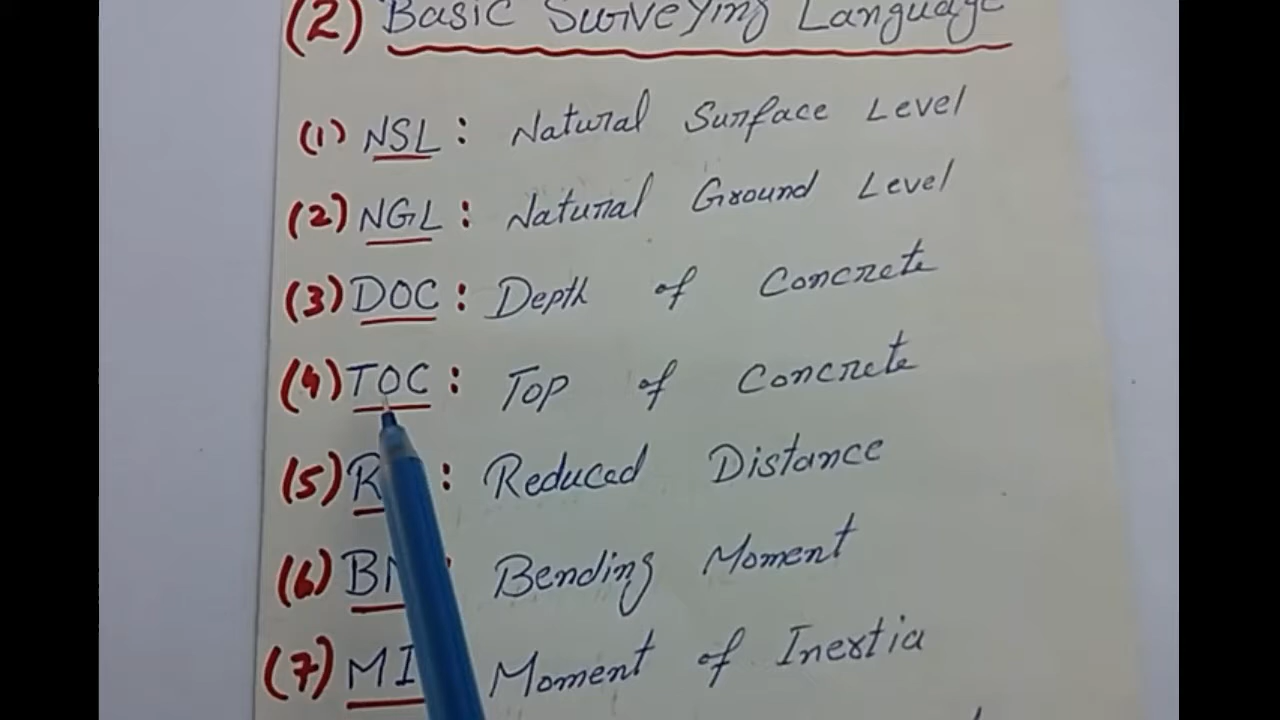 (2) Basic Surveying Language
(1) NSL : Natural Surface Level
(2) NGL : Natural Ground Level
(3) DOC : Depth of Concrete
(4) TOC : Top of Concrete
(5) R : Reduced Distance
(6) BM : Bending Moment
(7) MI Moment of Inertia